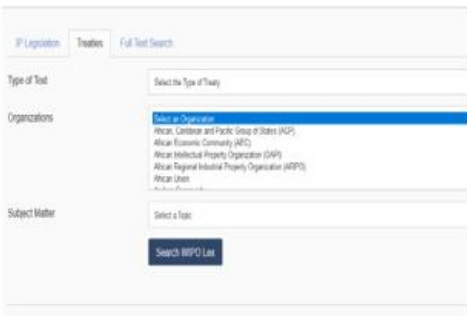 IP Legislation Treaties Full Text Search
Type of Text Select the Type of Treaty
Organizations Select an Organization
African, Caribbean and Pacific Group of States (ACP)
African Economic Community (AEC)
African Intellectual Property Organization (OAPI)
African Regional Industrial Property Organization (ARIPO)
African Union
Subject Matter Select a Topic
Search WIPO Lex